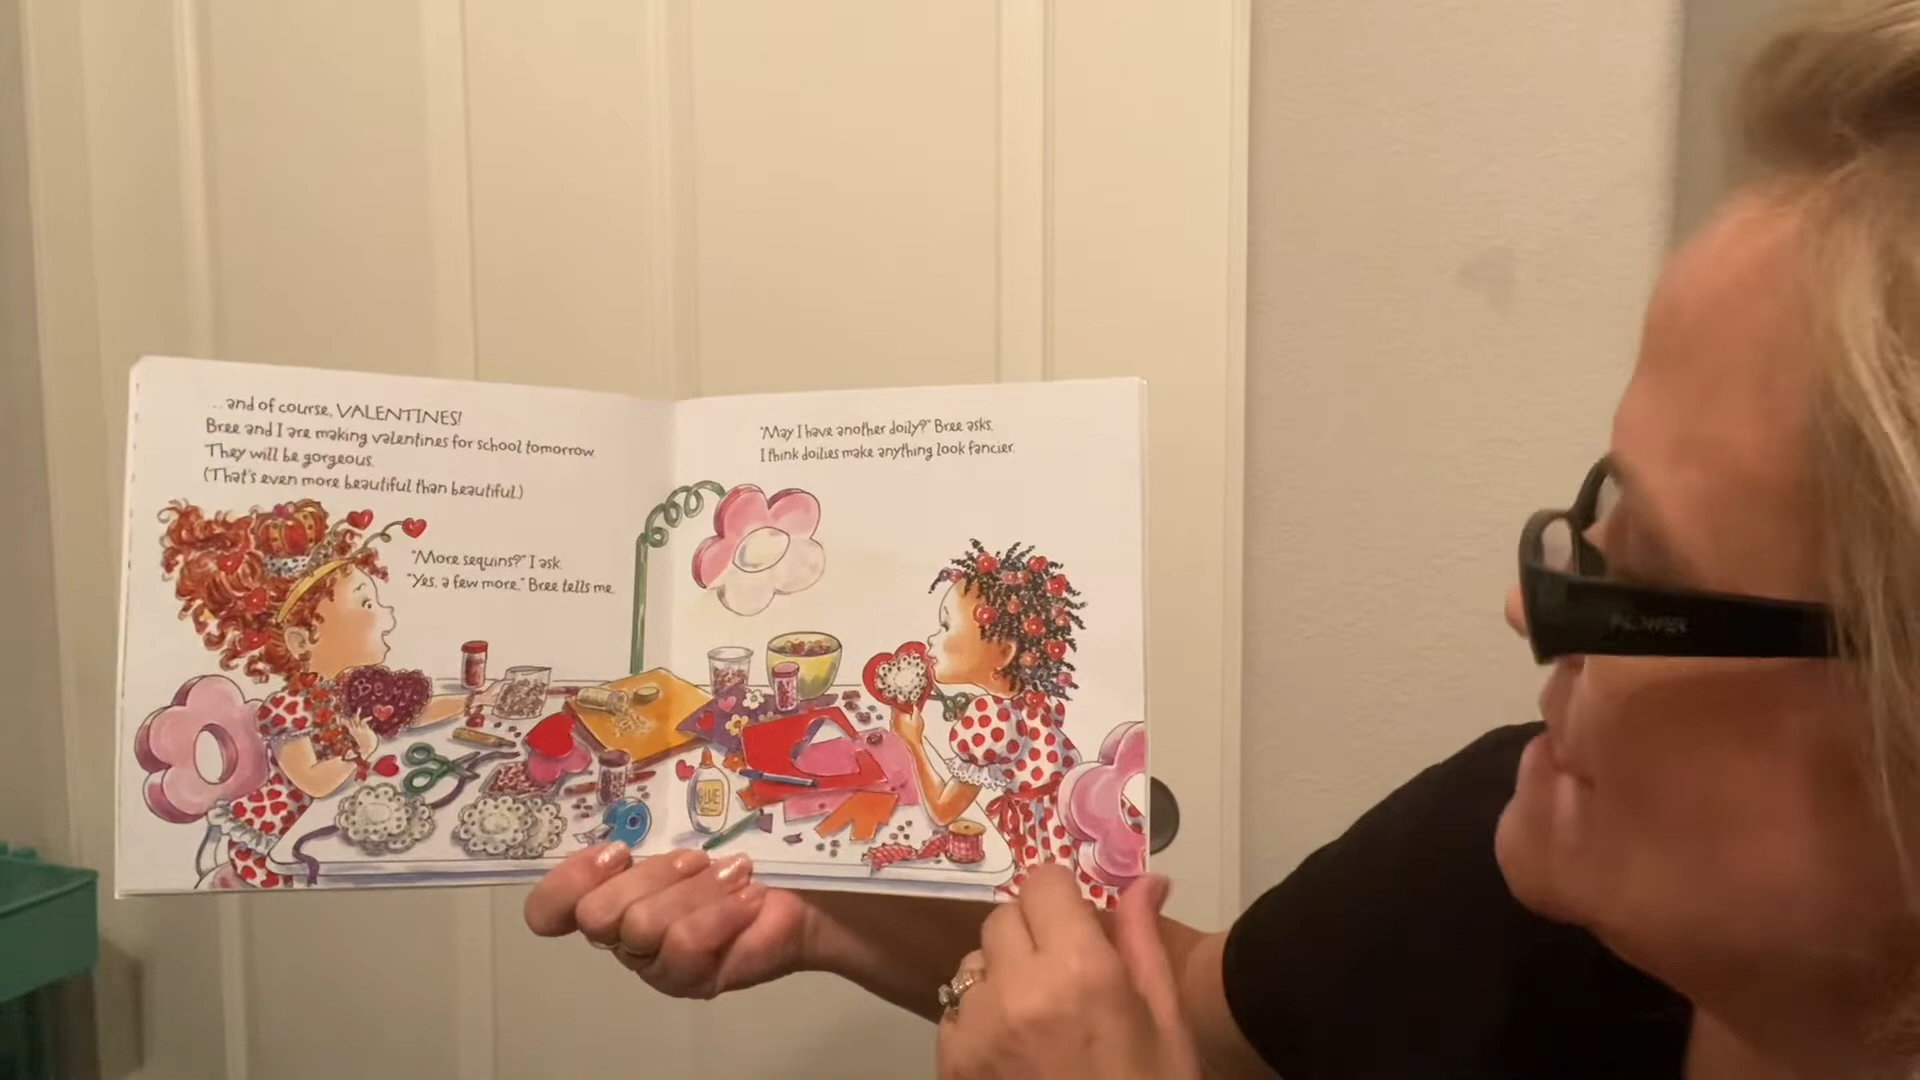 ...and of course, VALENTINES!
Bree and I are making valentines for school tomorrow.
They will be gorgeous.
(That's even more beautiful than beautiful.)
"More sequins?" I ask.
"Yes, a few more," Bree tells me.
"May I have another doily?" Bree asks.
I think doilies make anything look fancier.
Be My
GLUE